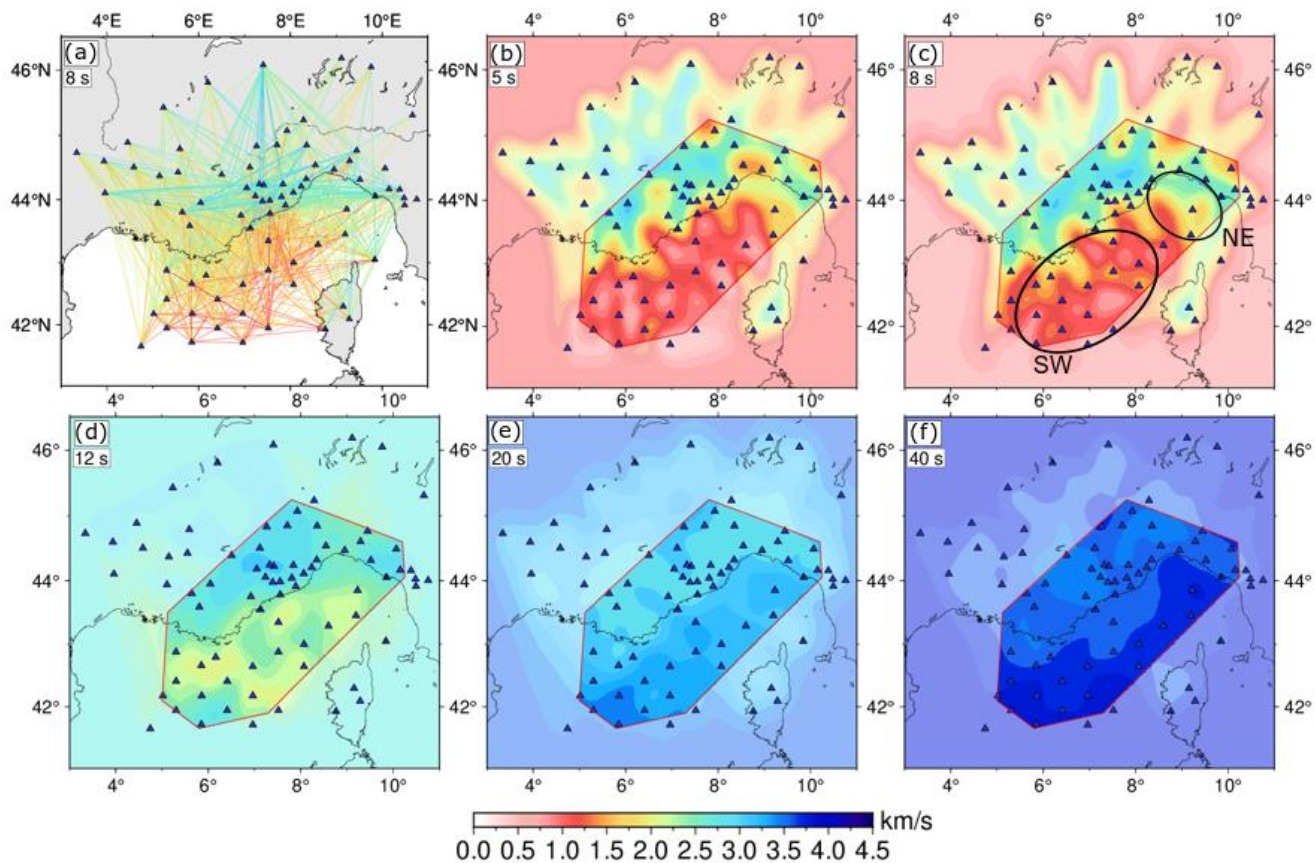 4°E 6°E 8°E 10°E 4° 6° 8° 10° 4° 6° 8° 10°
(a) (b) (c)
8 s 5 s 8 s
46°N 46°N 46°
44°N 44°N 44°
NE
42°N 42°N 42°
SW
(d) (e) (f)
12 s 20 s 40 s
46° 46° 46°
44° 44° 44°
42° 42° 42°
4° 6° 8° 10° 4° 6° 8° 10° 4° 6° 8° 10°
km/s
0.0 0.5 1.0 1.5 2.0 2.5 3.0 3.5 4.0 4.5